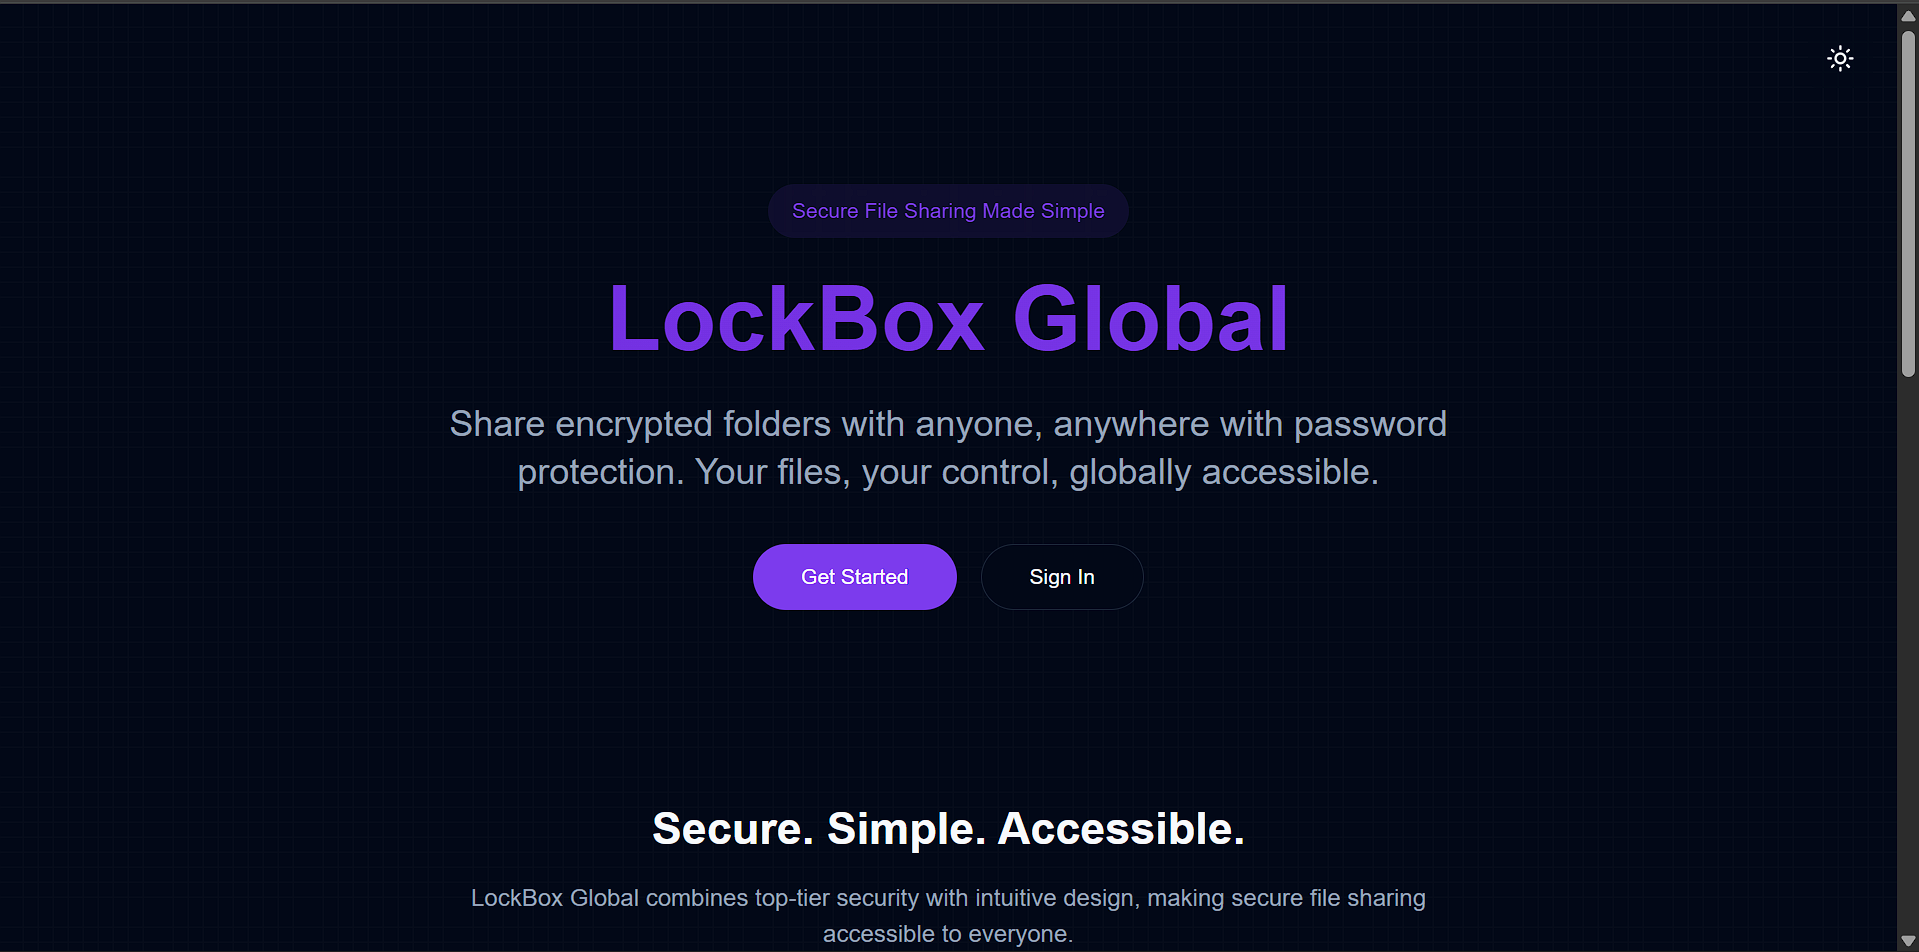 Secure File Sharing Made Simple
LockBox Global
Share encrypted folders with anyone, anywhere with password
protection. Your files, your control, globally accessible.
Get Started
Sign In
Secure. Simple. Accessible.
LockBox Global combines top-tier security with intuitive design, making secure file sharing
accessible to everyone.